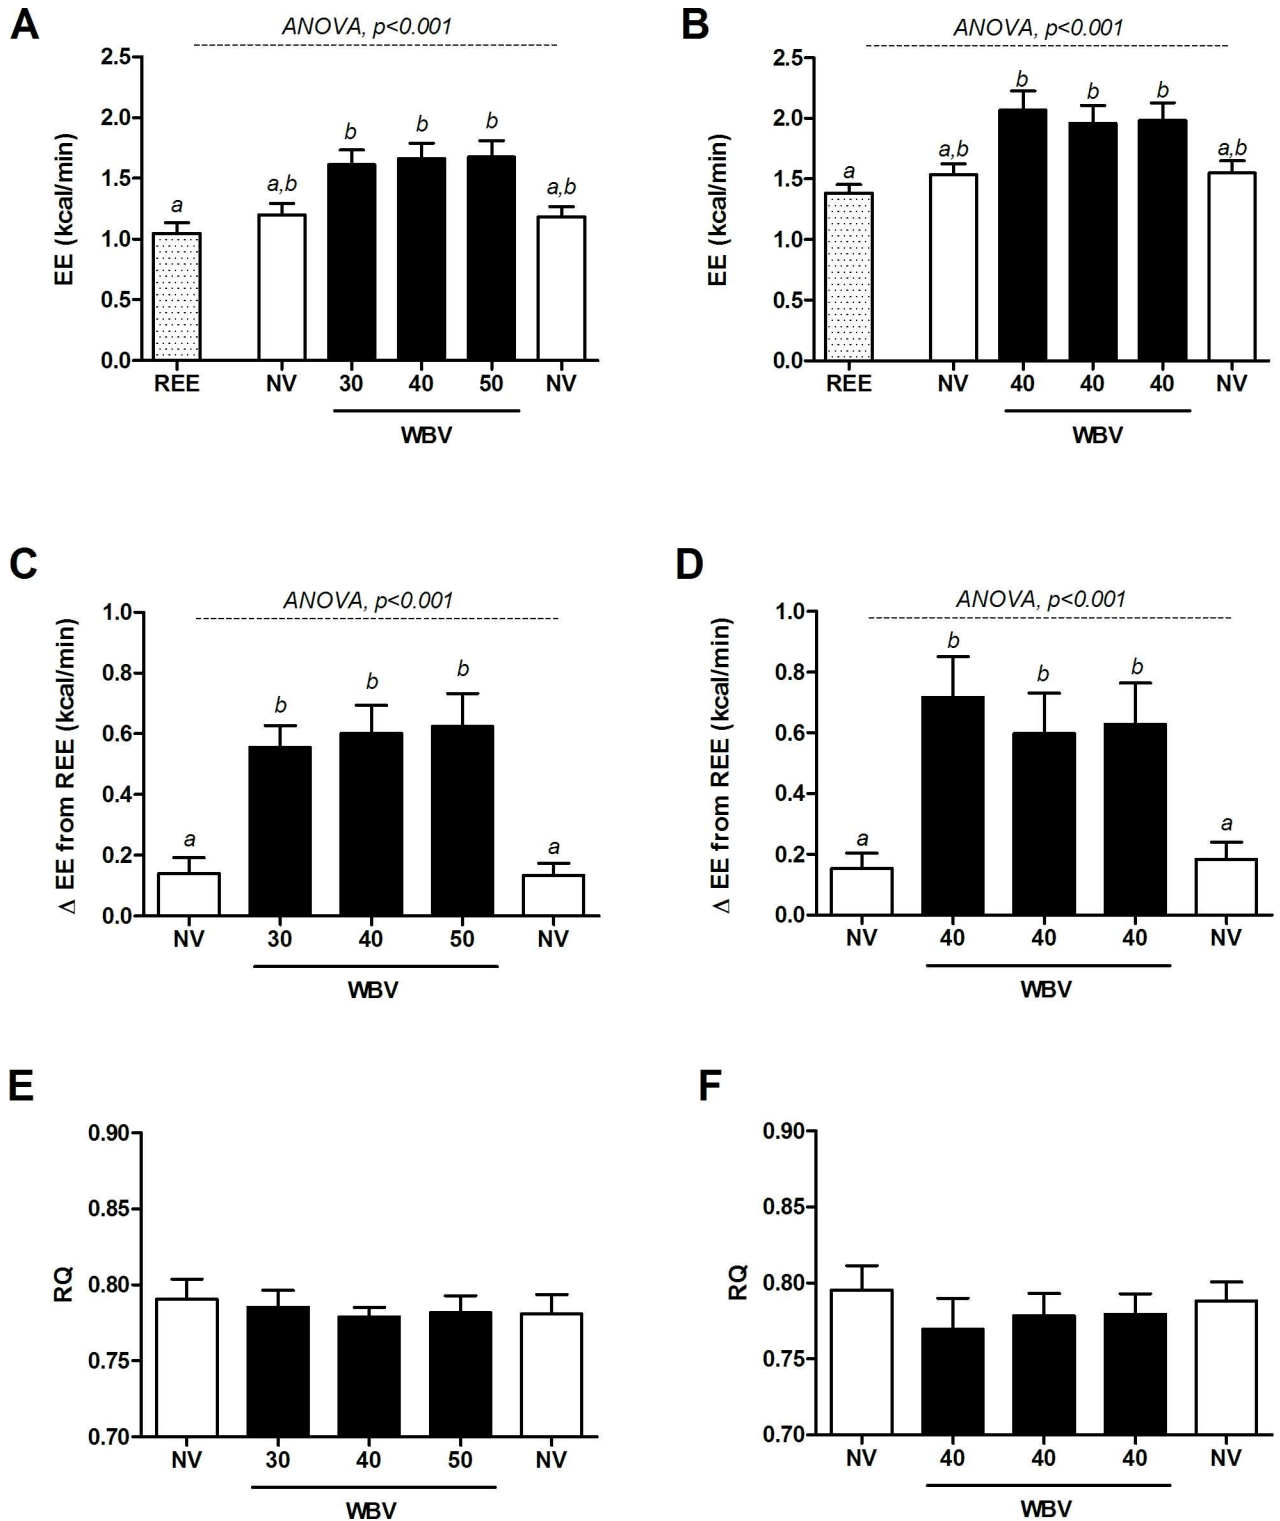 A
ANOVA, p<0.001
EE (kcal/min)
2.5
2.0
1.5
1.0
0.5
0.0
a
a,b
b
b
b
a,b
REE
NV
30
40
50
NV
WBV
B
ANOVA, p<0.001
EE (kcal/min)
2.5
2.0
1.5
1.0
0.5
0.0
a
a,b
b
b
b
a,b
REE
NV
40
40
40
NV
WBV
C
ANOVA, p<0.001
Δ EE from REE (kcal/min)
1.0
0.8
0.6
0.4
0.2
0.0
a
b
b
b
a
NV
30
40
50
NV
WBV
D
ANOVA, p<0.001
Δ EE from REE (kcal/min)
1.0
0.8
0.6
0.4
0.2
0.0
a
b
b
b
a
NV
40
40
40
NV
WBV
E
RQ
0.90
0.85
0.80
0.75
0.70
NV
30
40
50
NV
WBV
F
RQ
0.90
0.85
0.80
0.75
0.70
NV
40
40
40
NV
WBV